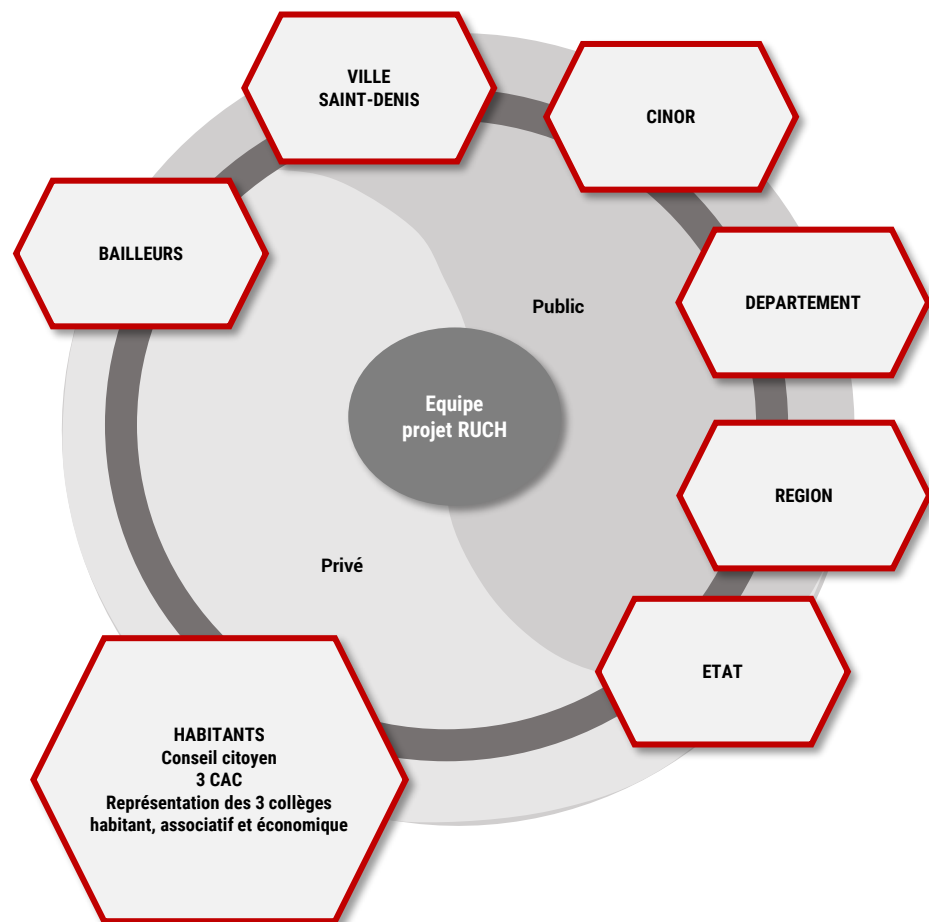 VILLE
SAINT-DENIS
CINOR
BAILLEURS
DEPARTEMENT
Public
Equipe
projet RUCH
REGION
Privé
ETAT
HABITANTS
Conseil citoyen
3 CAC
Représentation des 3 collèges
habitant, associatif et économique